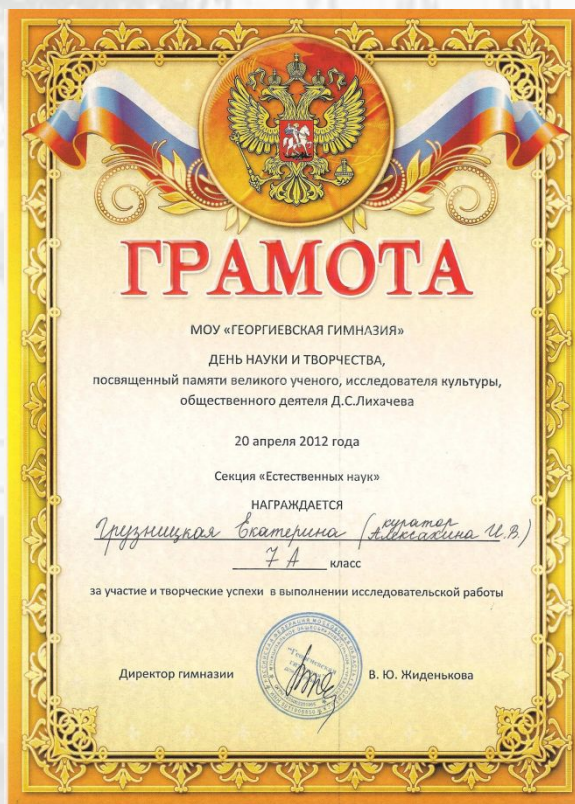 ГРАМОТА
МОУ «ГЕОРГИЕВСКАЯ ГИМНАЗИЯ»
ДЕНЬ НАУКИ И ТВОРЧЕСТВА,
посвященный памяти великого ученого, исследователя культуры,
общественного деятеля Д.С.Лихачева
20 апреля 2012 года
Секция «Естественных наук»
НАГРАЖДАЕТСЯ
Грузницкая Екатерина (куратор Алексахина И.В.)
7 А класс
за участие и творческие успехи в выполнении исследовательской работы
Директор гимназии В. Ю. Жиденькова